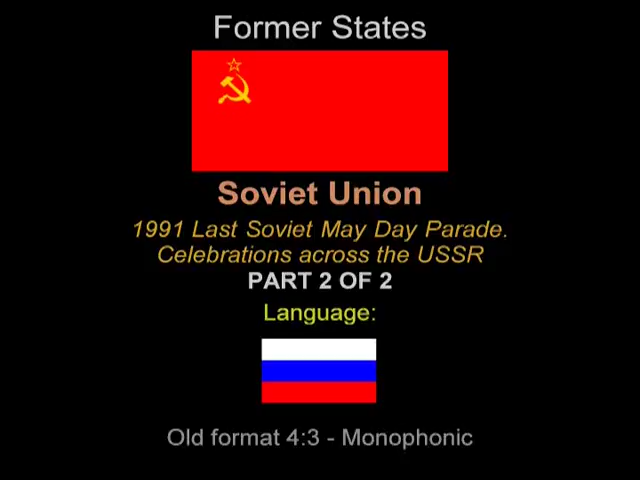 Former States
Soviet Union
1991 Last Soviet May Day Parade.
Celebrations across the USSR
PART 2 OF 2
Language:
Old format 4:3 - Monophonic